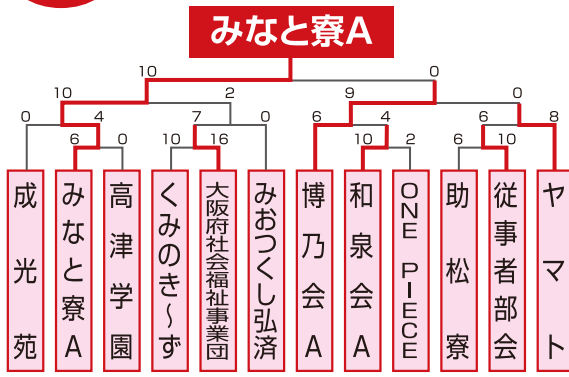 みなと寮A
10
0
10
2
9
0
0
4
7
0
6
4
6
8
6
0
10
16
10
2
6
10
成光苑
みなと寮A
高津学園
くみのき～ず
大阪府社会福祉事業団
みおつくし弘済
博乃会A
和泉会A
ONE PIECE
助松寮
従事者部会
ヤマト